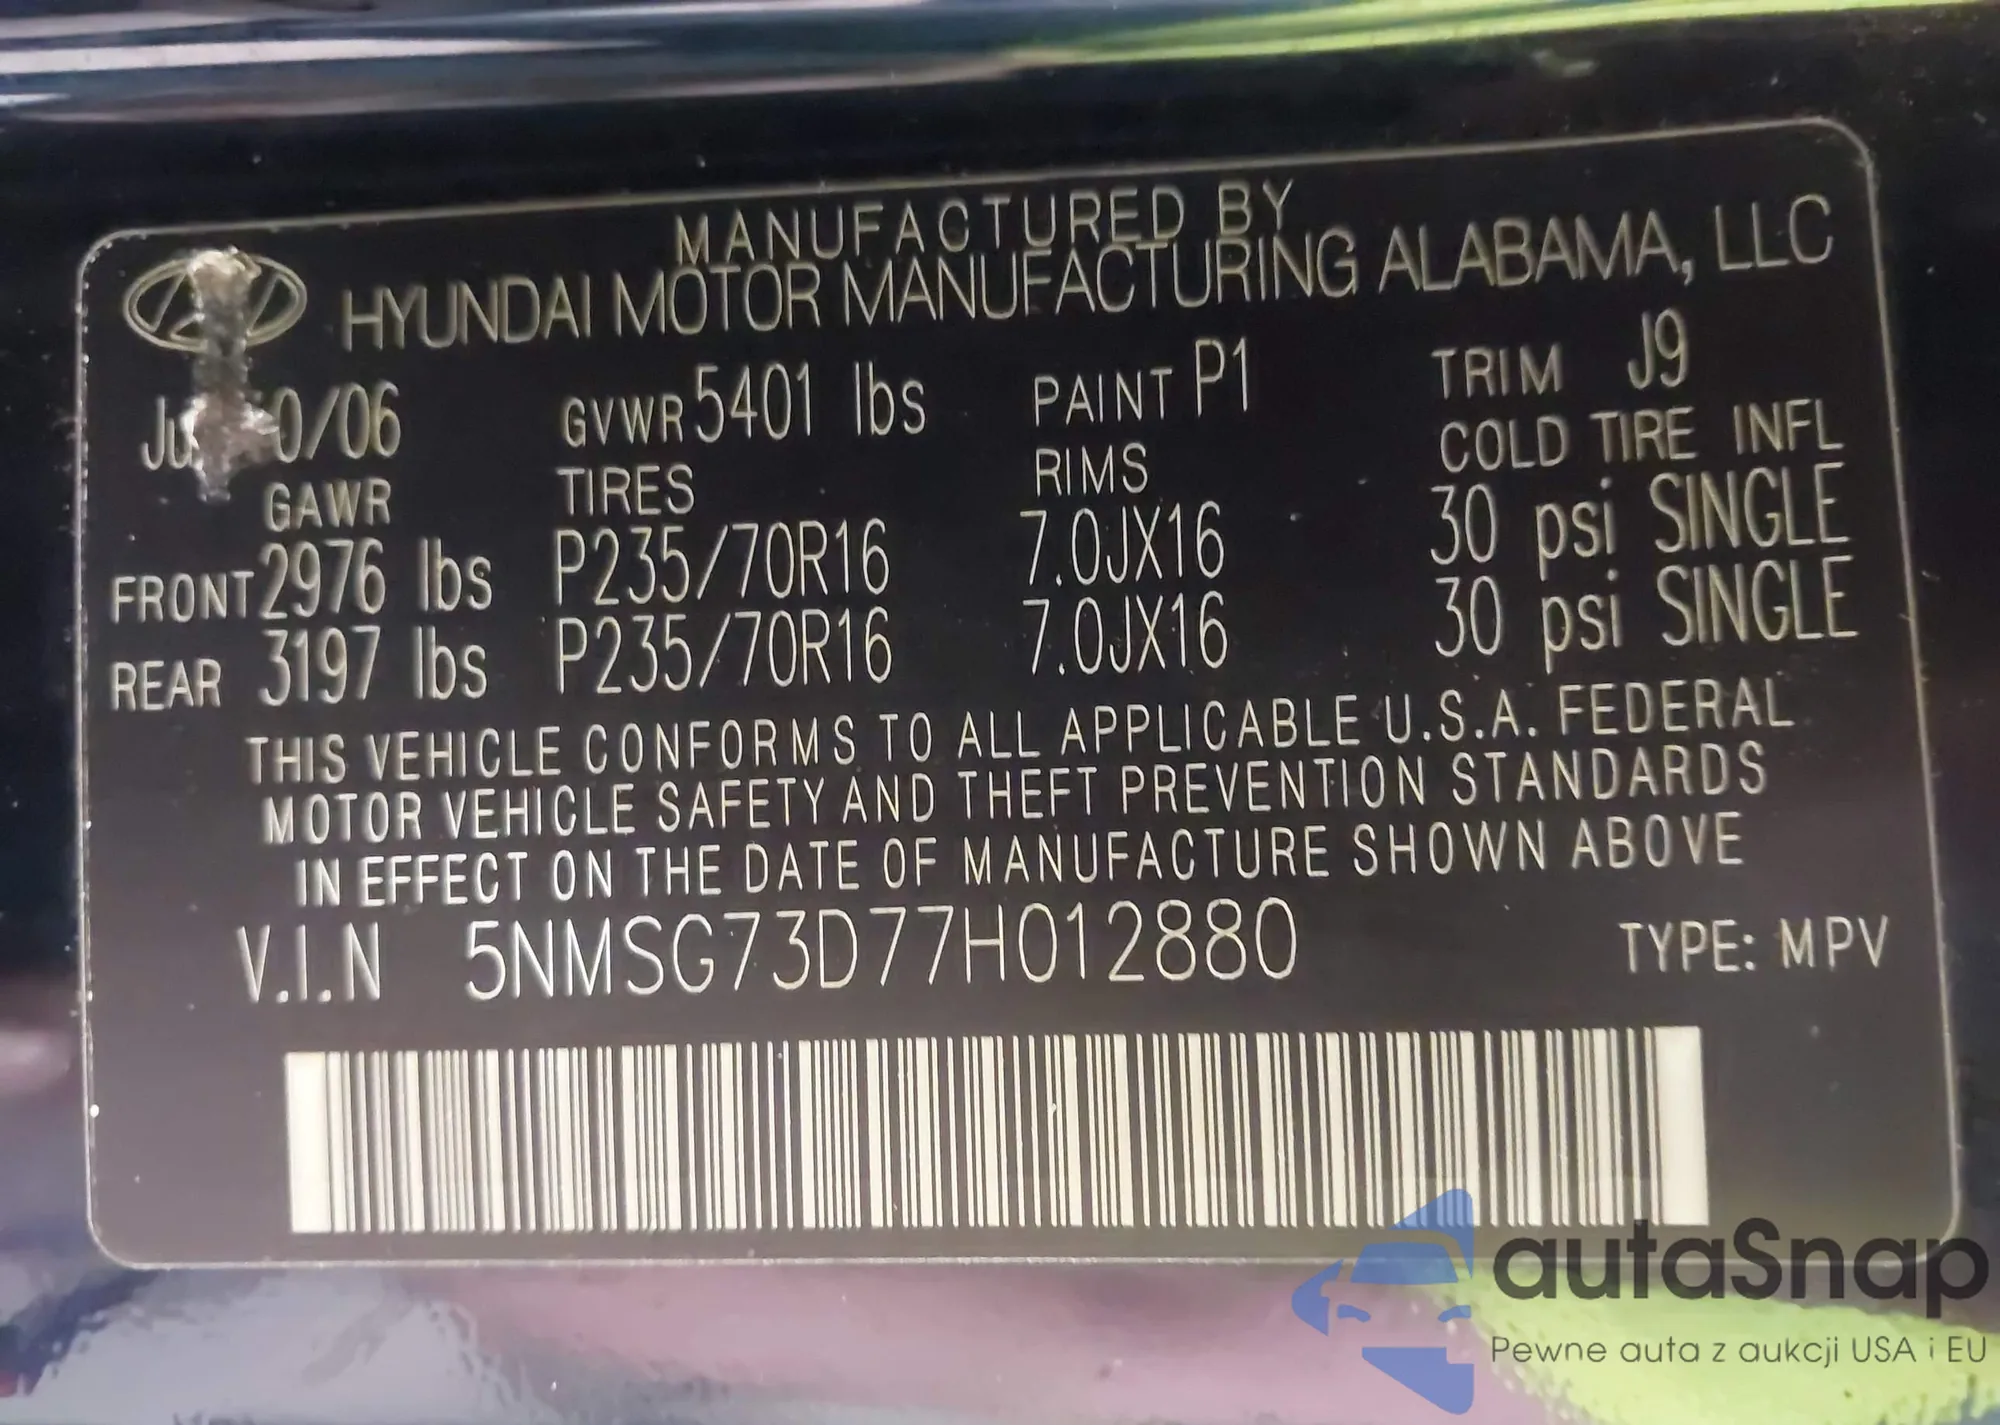 MANUFACTURED BY
HYUNDAI MOTOR MANUFACTURING ALABAMA, LLC
0/06 GVWR 5401 lbs PAINT P1 TRIM J9
GAWR TIRES RIMS COLD TIRE INFL
FRONT 2976 lbs P235/70R16 7.0JX16 30 psi SINGLE
REAR 3197 lbs P235/70R16 7.0JX16 30 psi SINGLE
THIS VEHICLE CONFORMS TO ALL APPLICABLE U.S.A. FEDERAL
MOTOR VEHICLE SAFETY AND THEFT PREVENTION STANDARDS
IN EFFECT ON THE DATE OF MANUFACTURE SHOWN ABOVE
V.I.N 5NMSG73D77H012880 TYPE: MPV
autaSnap
Pewne auta z aukcji USA i EU